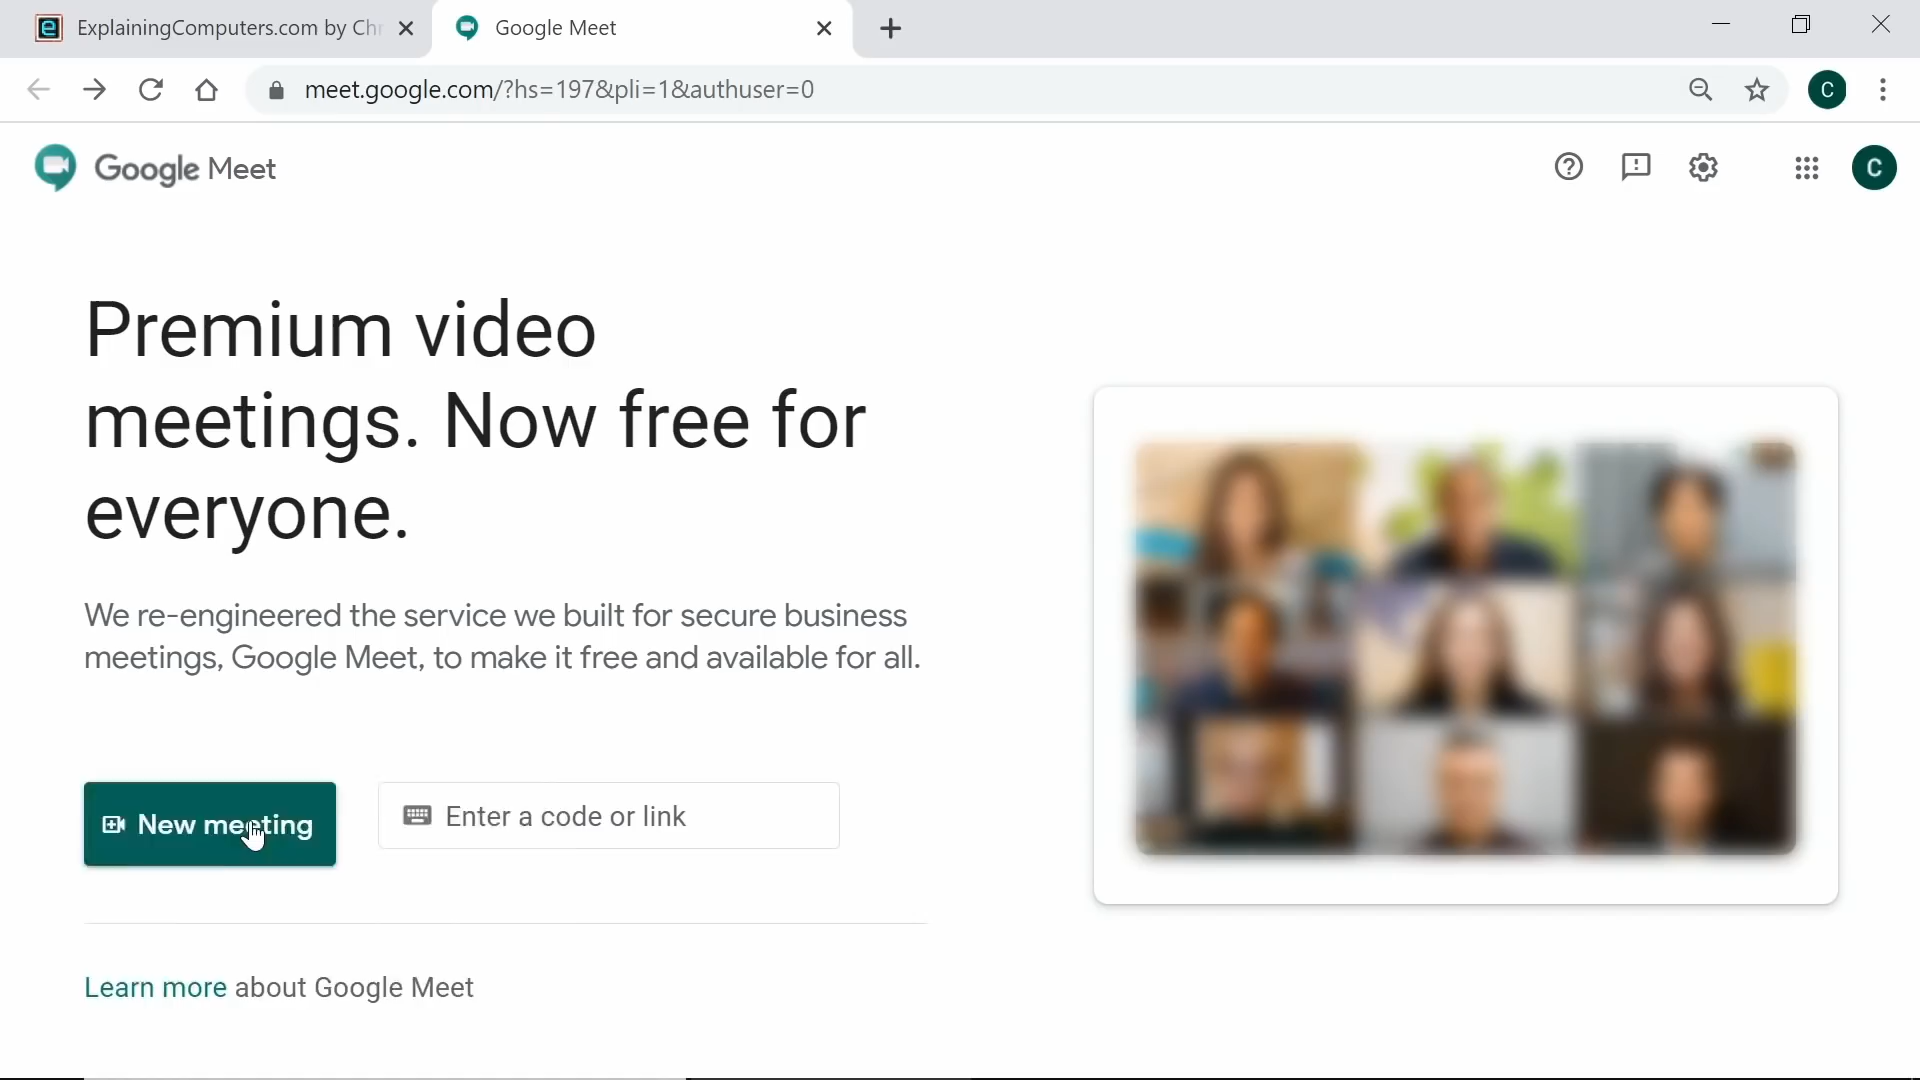 ExplainingComputers.com by Ch
Google Meet
meet.google.com/?hs=197&pli=1&authuser=0
C
Google Meet
C
Premium video
meetings. Now free for
everyone.
We re-engineered the service we built for secure business
meetings, Google Meet, to make it free and available for all.
New meeting
Enter a code or link
Learn more about Google Meet